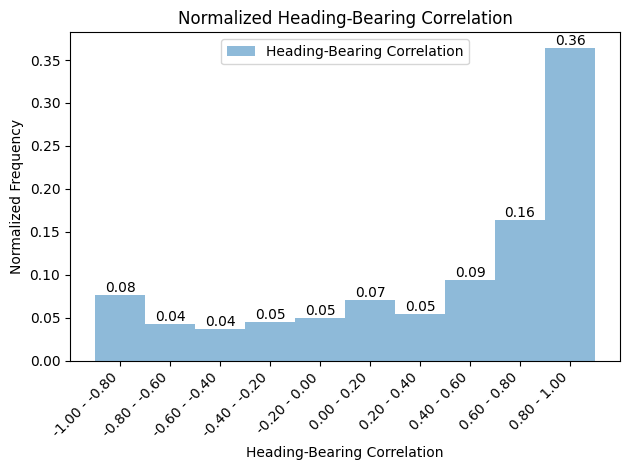 Normalized Heading-Bearing Correlation
Heading-Bearing Correlation
Normalized Frequency
0.35
0.30
0.25
0.20
0.15
0.10
0.05
0.00
0.08
0.04
0.04
0.05
0.05
0.07
0.05
0.09
0.16
0.36
-1.00 - -0.80
-0.80 - -0.60
-0.60 - -0.40
-0.40 - -0.20
-0.20 - 0.00
0.00 - 0.20
0.20 - 0.40
0.40 - 0.60
0.60 - 0.80
0.80 - 1.00
Heading-Bearing Correlation